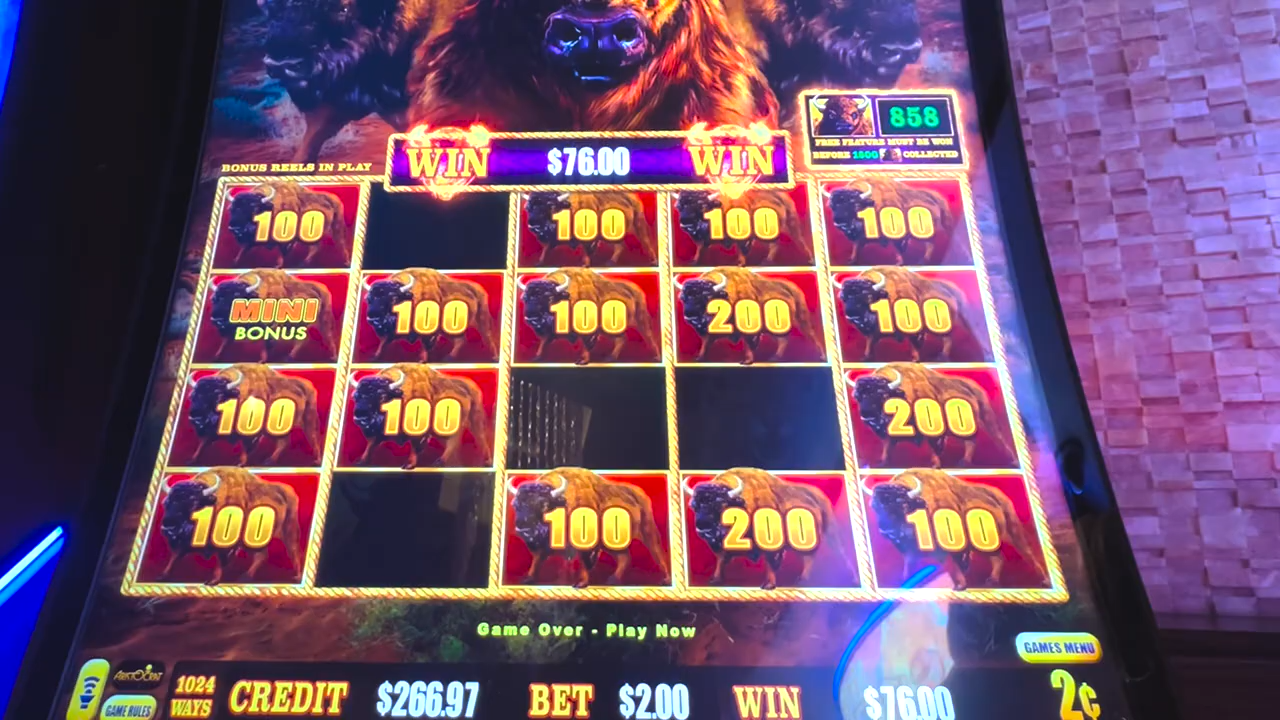 858
FREE FEATURE MUST BE WON
BEFORE 1800 COLLECTED
BONUS REELS IN PLAY
WIN $76.00 WIN
100 100 100 100
MINI BONUS 100 100 200 100
100 100 200
100 100 200 100
Game Over - Play Now
GAMES MENU
ARISTOCRAT
GAME RULES
1024 WAYS
CREDIT $266.97 BET $2.00 WIN $76.00 2¢